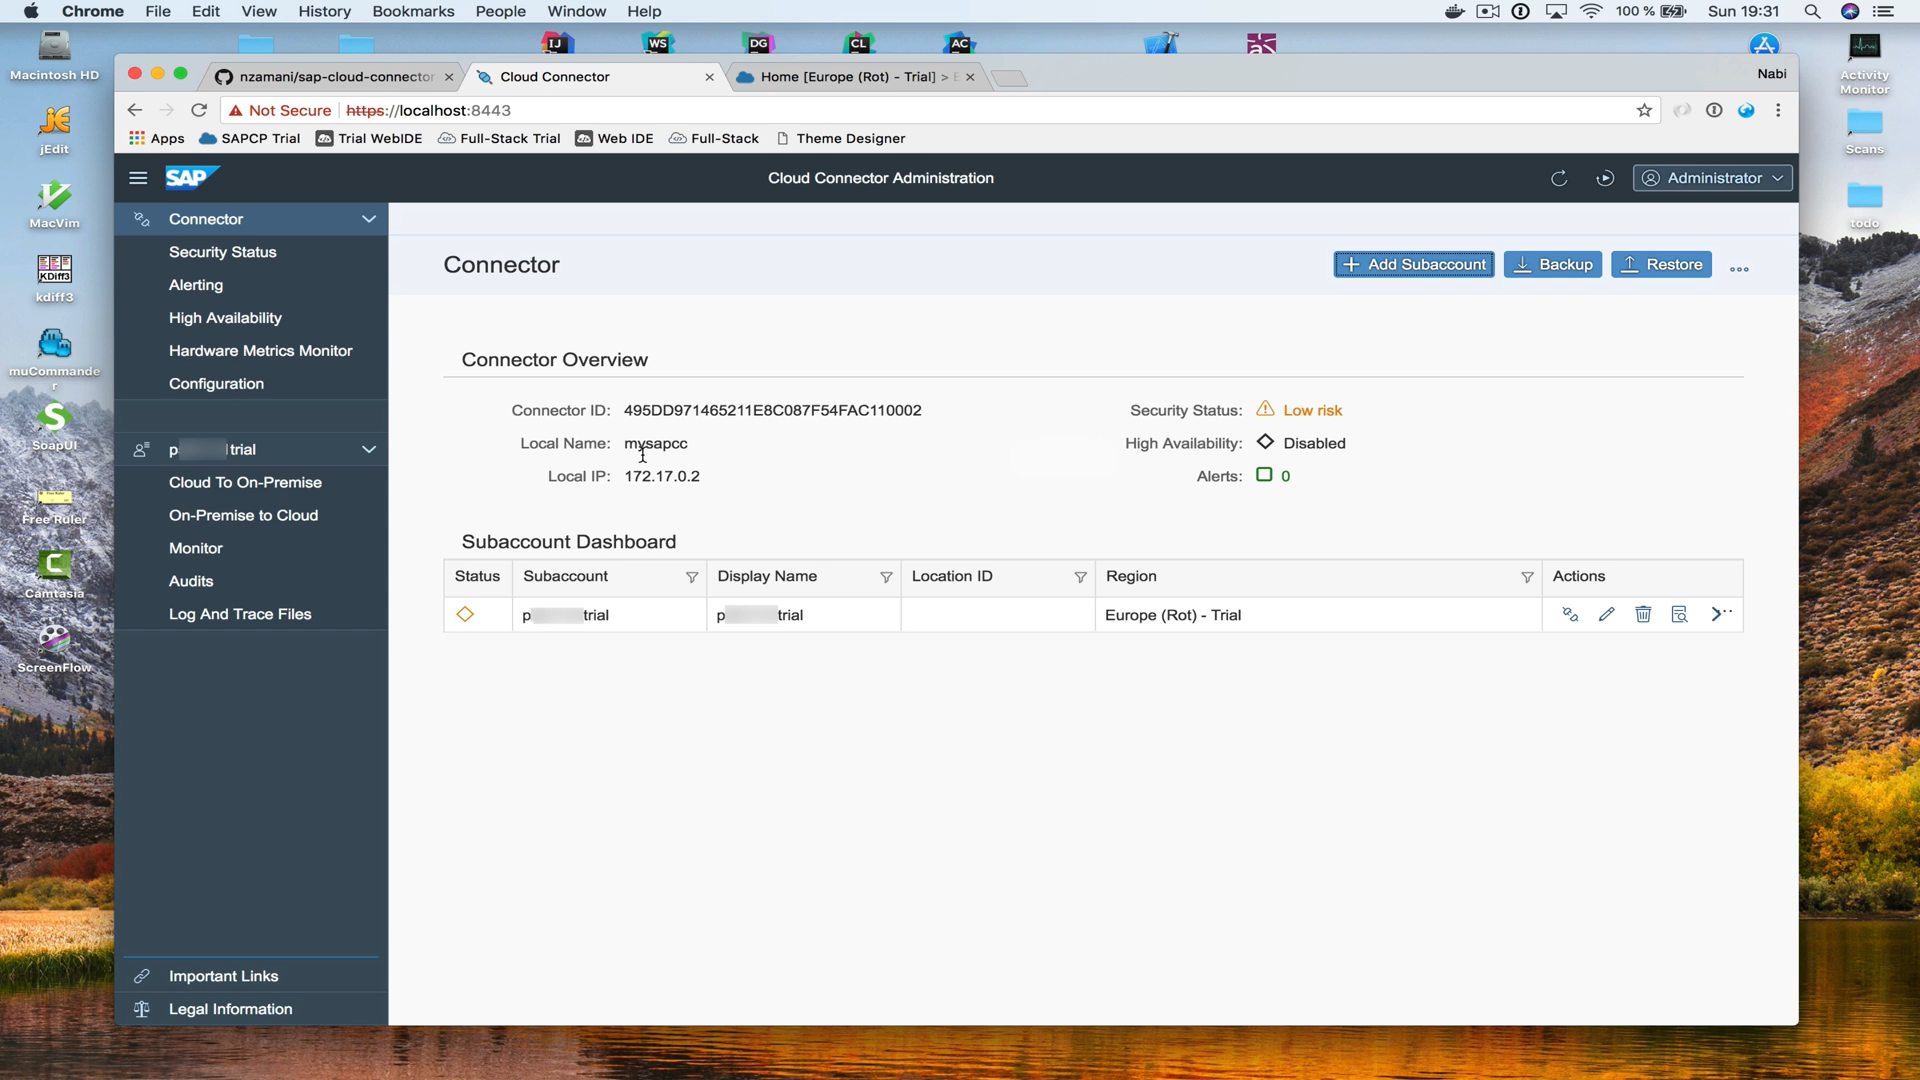 Chrome File Edit View History Bookmarks People Window Help 100 % Sun 19:31
Macintosh HD
jEdit
MacVim
KDiff3
kdiff3
muCommande
r
SoapUI
Free Ruler
Camtasia
ScreenFlow
IJ WS DG CL AC
Activity
Monitor
Scans
todo
nzamani/sap-cloud-connector Cloud Connector Home [Europe (Rot) - Trial] > E Nabi
Not Secure https://localhost:8443
Apps SAPCP Trial Trial WebIDE Full-Stack Trial Web IDE Full-Stack Theme Designer
SAP Cloud Connector Administration Administrator
Connector
Security Status
Alerting
High Availability
Hardware Metrics Monitor
Configuration
p trial
Cloud To On-Premise
On-Premise to Cloud
Monitor
Audits
Log And Trace Files
Important Links
Legal Information
Connector Add Subaccount Backup Restore
Connector Overview
Connector ID: 495DD971465211E8C087F54FAC110002 Security Status: Low risk
Local Name: mysapcc High Availability: Disabled
Local IP: 172.17.0.2 Alerts: 0
Subaccount Dashboard
Status Subaccount Display Name Location ID Region Actions
p trial p trial Europe (Rot) - Trial